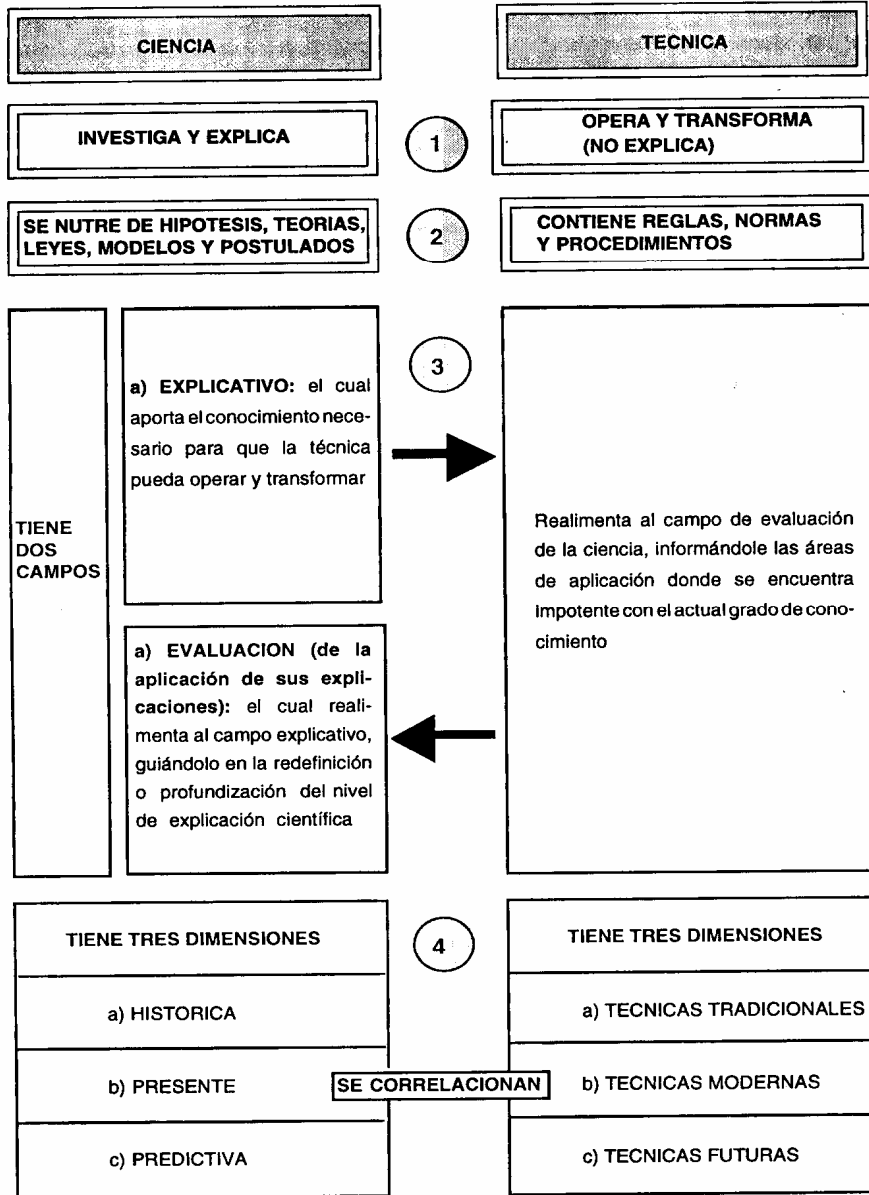 CIENCIA
TECNICA
INVESTIGA Y EXPLICA
1
OPERA Y TRANSFORMA
(NO EXPLICA)
SE NUTRE DE HIPOTESIS, TEORIAS,
LEYES, MODELOS Y POSTULADOS
2
CONTIENE REGLAS, NORMAS
Y PROCEDIMIENTOS
TIENE
DOS
CAMPOS
a) EXPLICATIVO: el cual
aporta el conocimiento nece-
sario para que la técnica
pueda operar y transformar
a) EVALUACION (de la
aplicación de sus expli-
caciones): el cual reali-
menta al campo explicativo,
guiándolo en la redefinición
o profundización del nivel
de explicación científica
3
Realimenta al campo de evaluación
de la ciencia, informándole las áreas
de aplicación donde se encuentra
impotente con el actual grado de cono-
cimiento
TIENE TRES DIMENSIONES
a) HISTORICA
b) PRESENTE
c) PREDICTIVA
4
SE CORRELACIONAN
TIENE TRES DIMENSIONES
a) TECNICAS TRADICIONALES
b) TECNICAS MODERNAS
c) TECNICAS FUTURAS